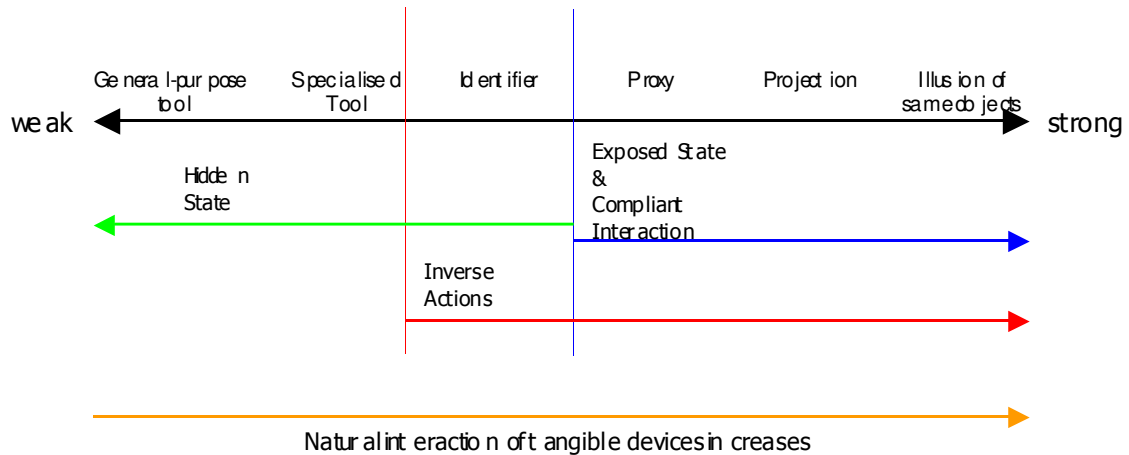 General-purpose
tool
Specialised
Tool
Identifier
Proxy
Projection
Illusion of
same objects
weak
strong
Hidden
State
Exposed State
&
Compliant
Interaction
Inverse
Actions
Natural interaction of tangible devices increases